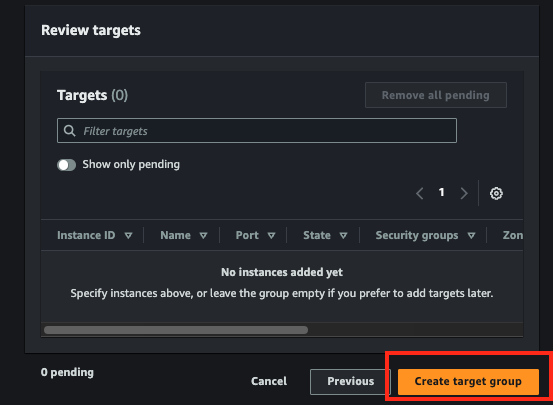 Review targets
Targets (0)
Remove all pending
Filter targets
Show only pending
1
Instance ID Name Port State Security groups Zon
No instances added yet
Specify instances above, or leave the group empty if you prefer to add targets later.
0 pending
Cancel
Previous
Create target group